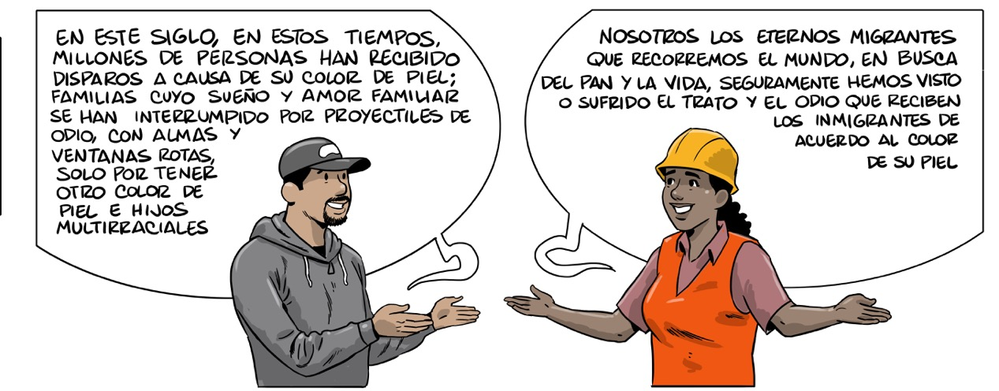 EN ESTE SIGLO, EN ESTOS TIEMPOS,
MILLONES DE PERSONAS HAN RECIBIDO
DISPAROS A CAUSA DE SU COLOR DE PIEL;
FAMILIAS CUYO SUEÑO Y AMOR FAMILIAR
SE HAN INTERRUMPIDO POR PROYECTILES DE
ODIO, CON ALMAS Y
VENTANAS ROTAS,
SOLO POR TENER
OTRO COLOR DE
PIEL E HIJOS
MULTIRRACIALES
NOSOTROS LOS ETERNOS MIGRANTES
QUE RECORREMOS EL MUNDO, EN BUSCA
DEL PAN Y LA VIDA, SEGURAMENTE HEMOS VISTO
O SUFRIDO EL TRATO Y EL ODIO QUE RECIBEN
LOS INMIGRANTES DE
ACUERDO AL COLOR
DE SU PIEL